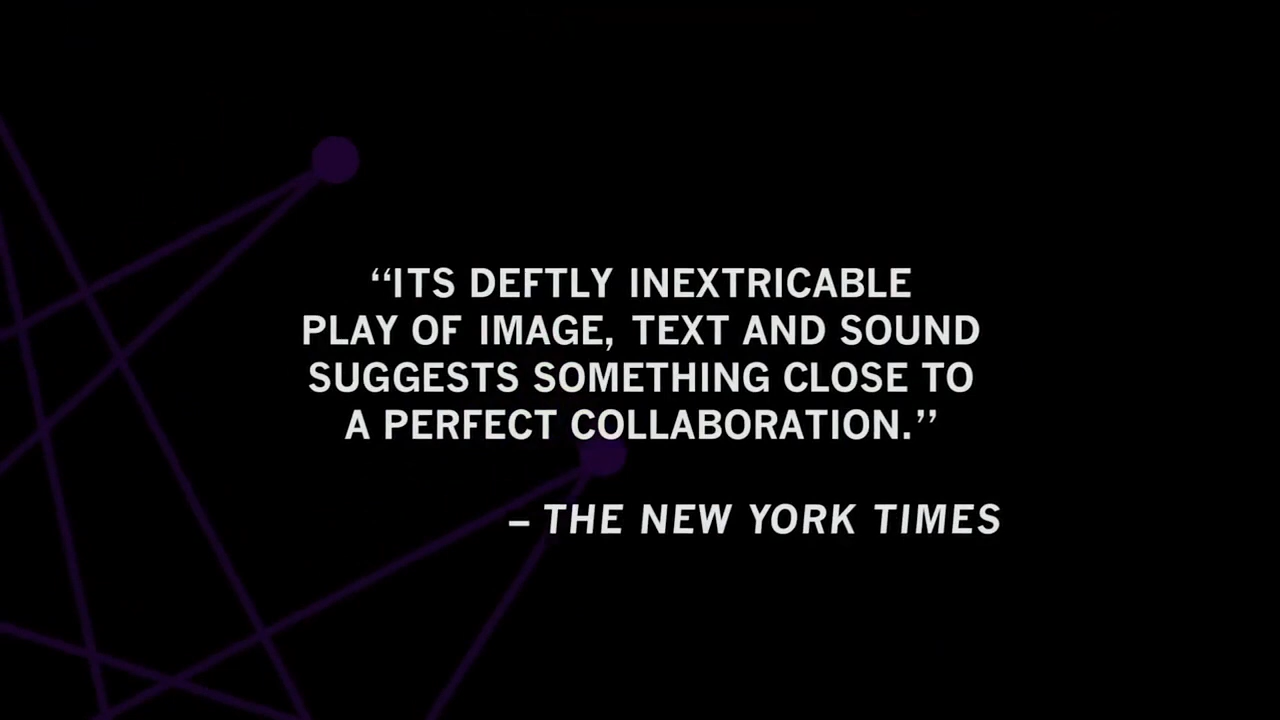 “ITS DEFTLY INEXTRICABLE
PLAY OF IMAGE, TEXT AND SOUND
SUGGESTS SOMETHING CLOSE TO
A PERFECT COLLABORATION.”
– THE NEW YORK TIMES